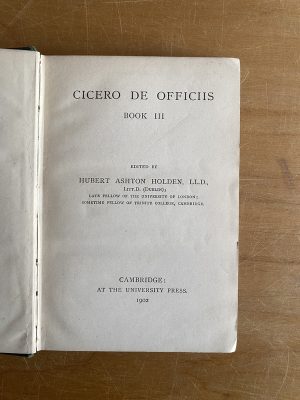 CICERO DE OFFICIIS
BOOK III
EDITED BY
HUBERT ASHTON HOLDEN, LL.D.,
LITT.D. (DUBLIN);
LATE FELLOW OF THE UNIVERSITY OF LONDON;
SOMETIME FELLOW OF TRINITY COLLEGE, CAMBRIDGE.
CAMBRIDGE:
AT THE UNIVERSITY PRESS.
1902